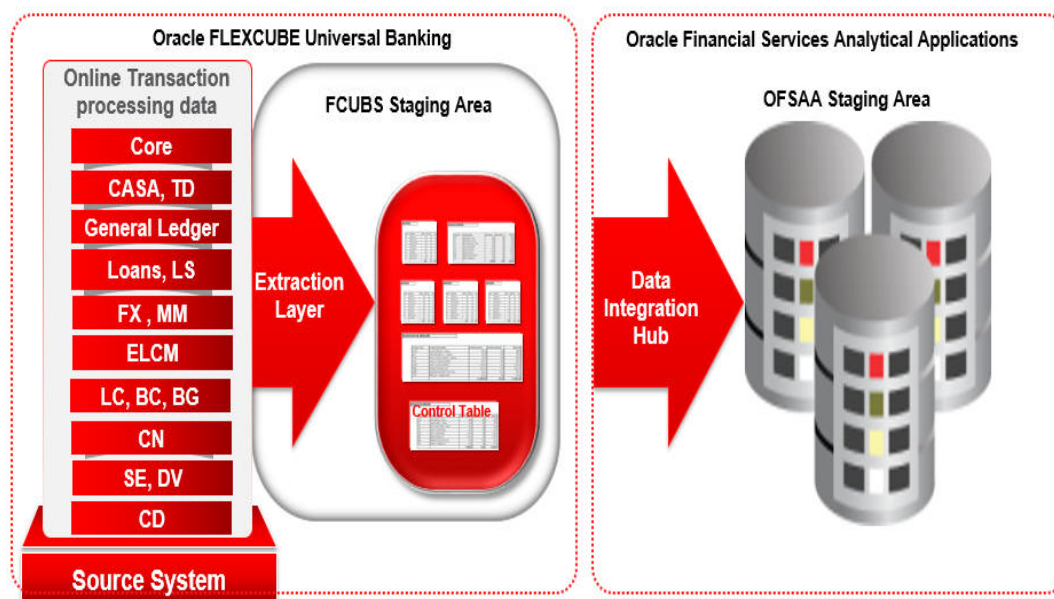 Oracle FLEXCUBE Universal Banking
Online Transaction
processing data
Core
CASA, TD
General Ledger
Loans, LS
FX , MM
ELCM
LC, BC, BG
CN
SE, DV
CD
Source System
Extraction
Layer
FCUBS Staging Area
Control Table
Oracle Financial Services Analytical Applications
Data
Integration
Hub
OFSAA Staging Area